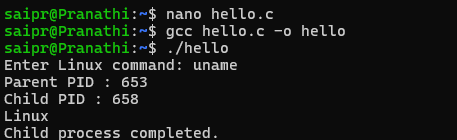 saipr@Pranathi:~$ nano hello.c
saipr@Pranathi:~$ gcc hello.c -o hello
saipr@Pranathi:~$ ./hello
Enter Linux command: uname
Parent PID : 653
Child PID : 658
Linux
Child process completed.